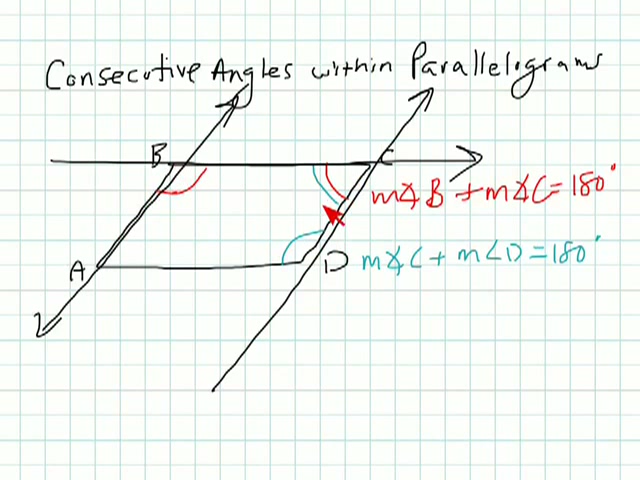 Consecutive Angles within Parallelograms
B
C
m∡B + m∡C = 180°
A
D
m∡C + m∠D = 180°